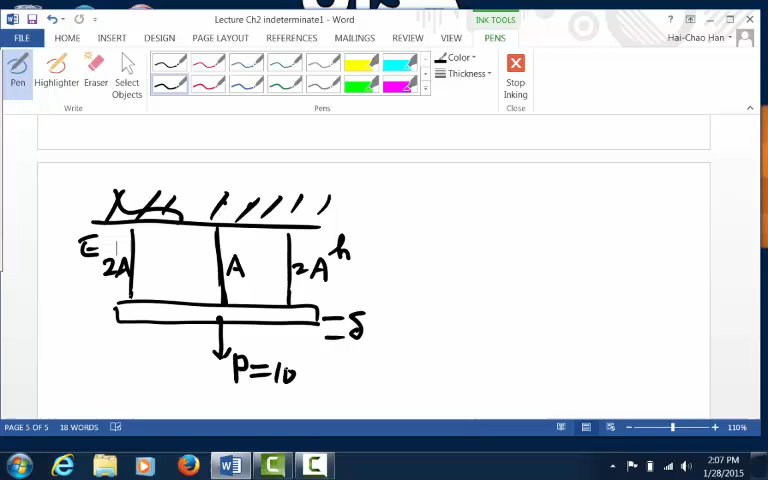 Lecture Ch2 indeterminate1 - Word
INK TOOLS
?
FILE
HOME
INSERT
DESIGN
PAGE LAYOUT
REFERENCES
MAILINGS
REVIEW
VIEW
PENS
Hai-Chao Han
Pen
Highlighter
Eraser
Select Objects
Color
Thickness
Stop Inking
Write
Pens
Close
E
2A
A
2A
h
δ
P=10
PAGE 5 OF 5
18 WORDS
110%
2:07 PM
1/28/2015